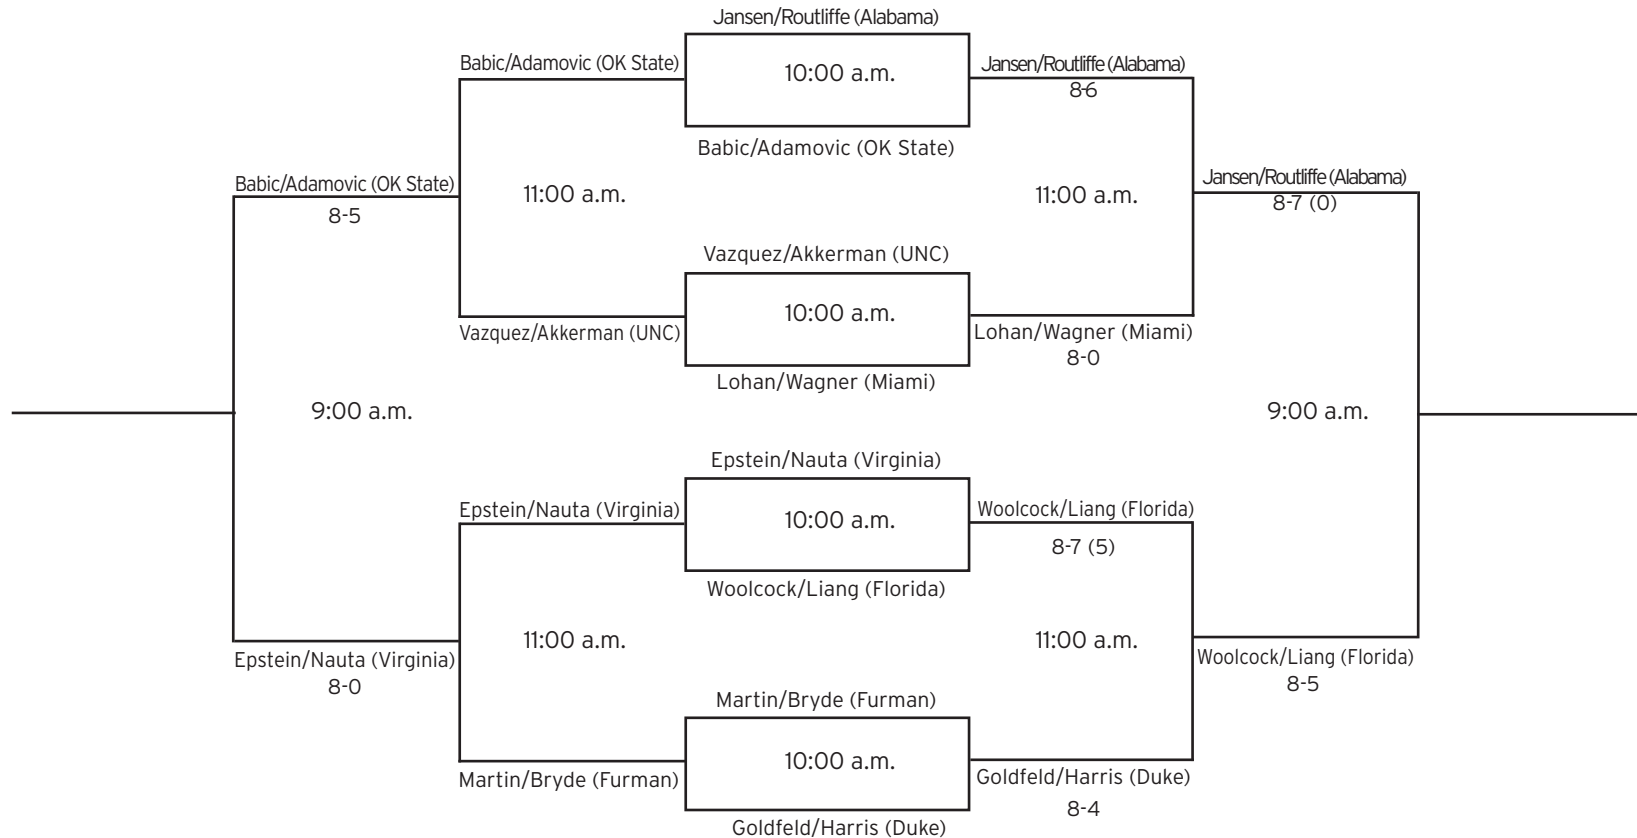 Jansen/Routliffe (Alabama)
Babic/Adamovic (OK State)
10:00 a.m.
Jansen/Routliffe (Alabama)
8-6
Babic/Adamovic (OK State)
Babic/Adamovic (OK State)
8-5
11:00 a.m.
11:00 a.m.
Jansen/Routliffe (Alabama)
8-7 (0)
Vazquez/Akkerman (UNC)
10:00 a.m.
Vazquez/Akkerman (UNC)
Lohan/Wagner (Miami)
8-0
Lohan/Wagner (Miami)
9:00 a.m.
9:00 a.m.
Epstein/Nauta (Virginia)
Epstein/Nauta (Virginia)
10:00 a.m.
Woolcock/Liang (Florida)
8-7 (5)
Woolcock/Liang (Florida)
11:00 a.m.
11:00 a.m.
Epstein/Nauta (Virginia)
8-0
Woolcock/Liang (Florida)
8-5
Martin/Bryde (Furman)
10:00 a.m.
Martin/Bryde (Furman)
Goldfeld/Harris (Duke)
8-4
Goldfeld/Harris (Duke)